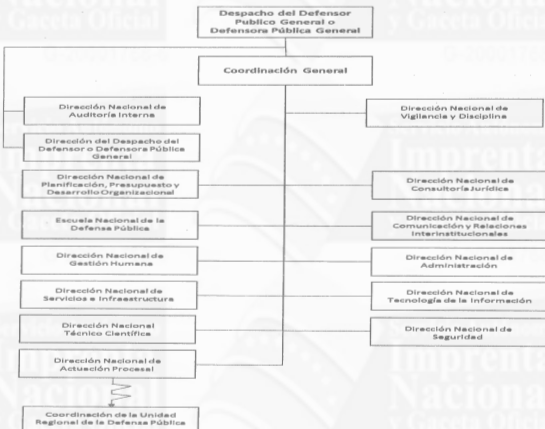 Despacho del Defensor
Publico General o
Defensora Pública General
Coordinación General
Dirección Nacional de
Auditoría Interna
Dirección Nacional de
Vigilancia y Disciplina
Dirección del Despacho del
Defensor o Defensora Pública
General
Dirección Nacional de
Planificación, Presupuesto y
Desarrollo Organizacional
Dirección Nacional de
Consultoría Jurídica
Escuela Nacional de la
Defensa Pública
Dirección Nacional de
Comunicación y Relaciones
Interinstitucionales
Dirección Nacional de
Gestión Humana
Dirección Nacional de
Administración
Dirección Nacional de
Servicios e Infraestructura
Dirección Nacional de
Tecnología de la Información
Dirección Nacional
Técnico Científica
Dirección Nacional de
Seguridad
Dirección Nacional de
Actuación Procesal
Coordinación de la Unidad
Regional de la Defensa Pública